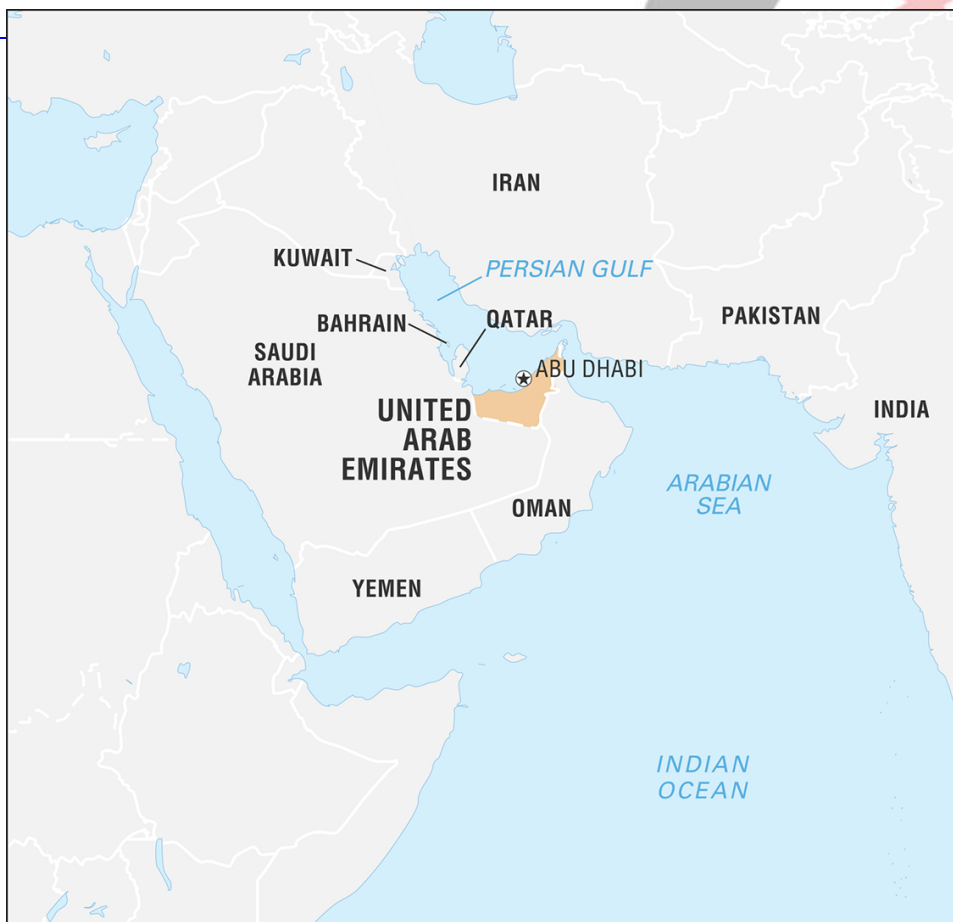 IRAN
KUWAIT
PERSIAN GULF
BAHRAIN
QATAR
PAKISTAN
SAUDI
ARABIA
ABU DHABI
UNITED
ARAB
EMIRATES
INDIA
ARABIAN
SEA
OMAN
YEMEN
INDIAN
OCEAN